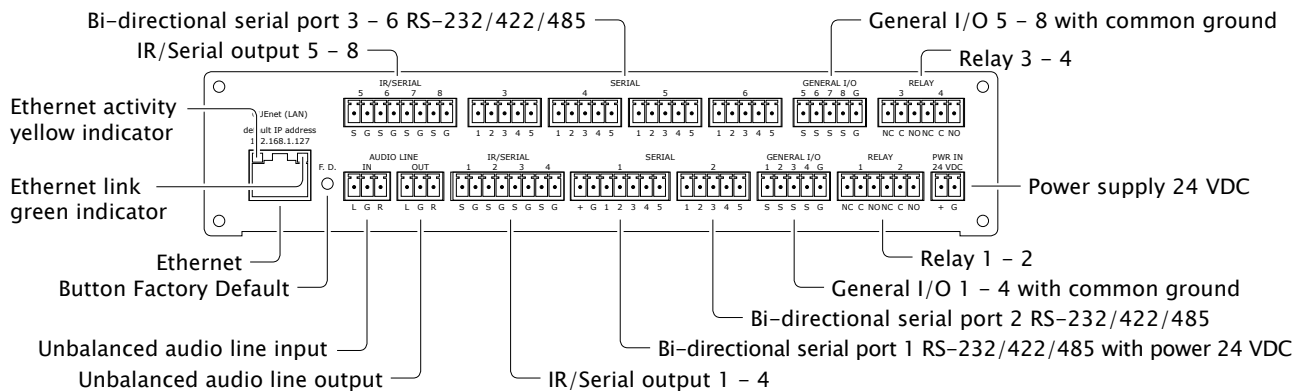 Bi-directional serial port 3 – 6 RS-232/422/485
General I/O 5 – 8 with common ground
IR/Serial output 5 – 8
Relay 3 – 4
IR/SERIAL
SERIAL
GENERAL I/O
RELAY
5 6 7 8 3 4 5 6 5 6 7 8 G 3 4
S G S G S G S G 1 2 3 4 5 1 2 3 4 5 1 2 3 4 5 1 2 3 4 5 S S S S G NC C NO NC C NO
Ethernet activity
yellow indicator
(LAN)
IP address
Ethernet link
green indicator
F. D.
AUDIO LINE
IR/SERIAL
SERIAL
GENERAL I/O
RELAY
PWR IN
24 VDC
IN OUT 1 2 3 4 1 2 1 2 3 4 G 1 2
L G R L G R S G S G S G S G + G 1 2 3 4 5 1 2 3 4 5 S S S S G NC C NO NC C NO + G
Power supply 24 VDC
Ethernet
Button Factory Default
Relay 1 – 2
General I/O 1 – 4 with common ground
Bi-directional serial port 2 RS-232/422/485
Unbalanced audio line input
Bi-directional serial port 1 RS-232/422/485 with power 24 VDC
Unbalanced audio line output
IR/Serial output 1 – 4